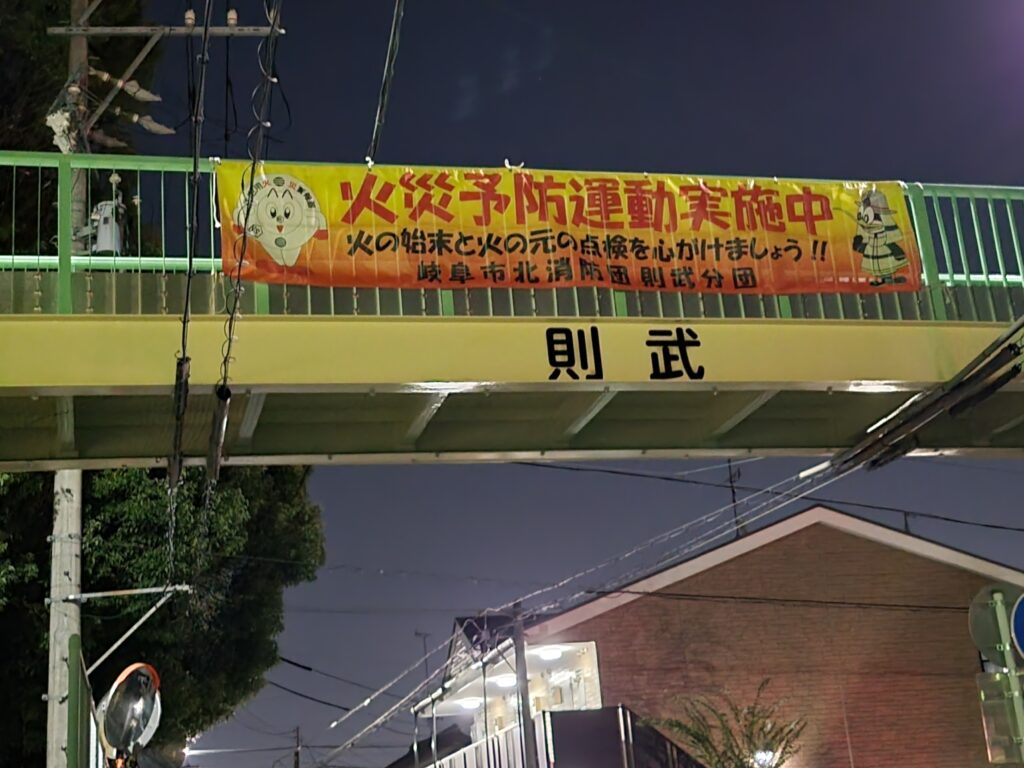 火災予防運動実施中
火の始末と火の元の点検を心がけましょう!!
岐阜市北消防団則武分団
則武